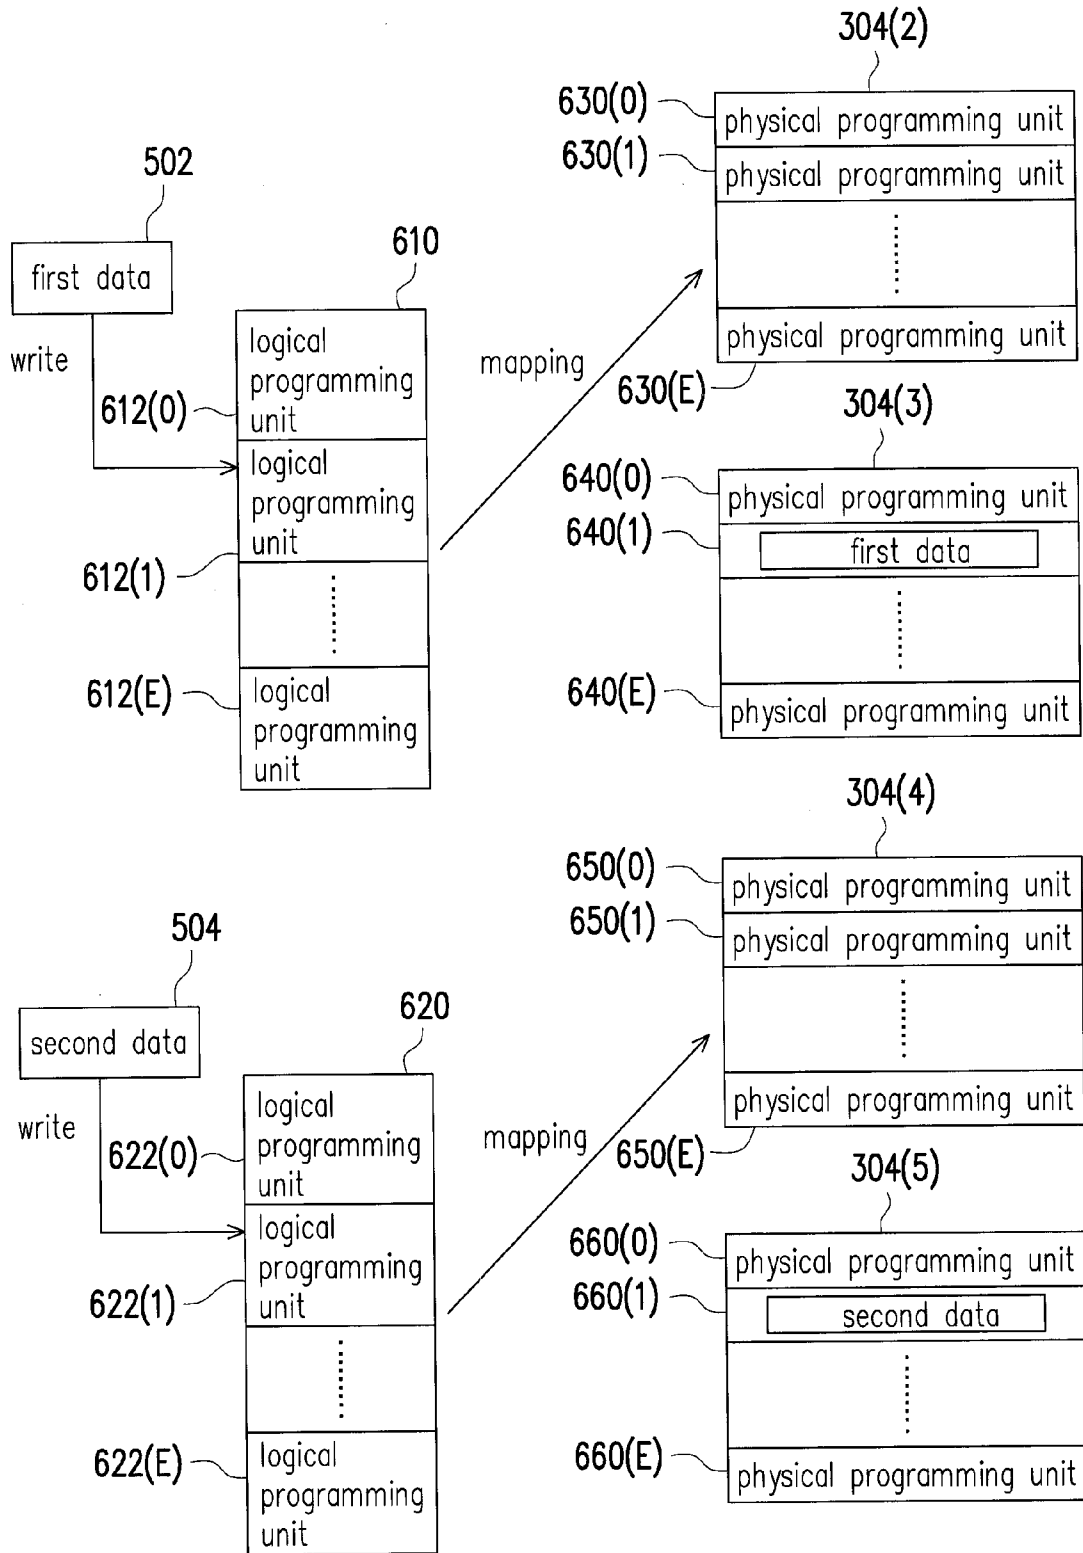 304(2)
630(0)
physical programming unit
630(1)
physical programming unit
502
first data
610
write
logical
programming
unit
mapping
physical programming unit
630(E)
612(0)
304(3)
logical
programming
unit
640(0)
physical programming unit
640(1)
first data
612(1)
612(E)
logical
programming
unit
640(E)
physical programming unit
304(4)
650(0)
physical programming unit
650(1)
physical programming unit
504
second data
620
write
logical
programming
unit
mapping
physical programming unit
650(E)
622(0)
304(5)
logical
programming
unit
660(0)
physical programming unit
660(1)
second data
622(1)
622(E)
logical
programming
unit
660(E)
physical programming unit